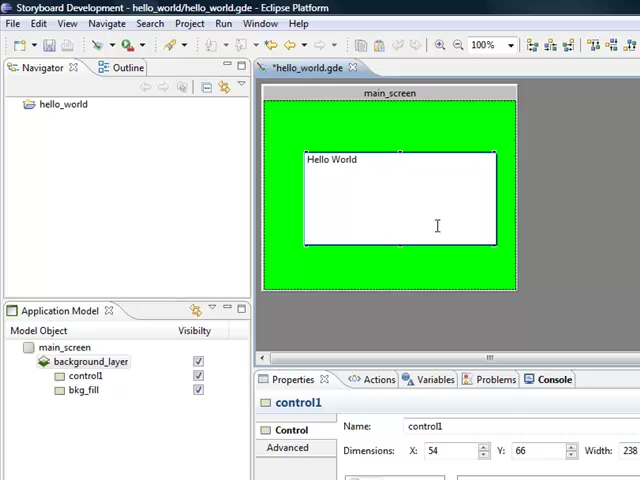 Storyboard Development - hello_world/hello_world.gde - Eclipse Platform
File Edit View Navigate Search Project Run Window Help
100%
Navigator Outline
*hello_world.gde
hello_world
main_screen
Hello World
Application Model
Model Object Visibilty
main_screen
background_layer
control1
bkg_fill
Properties Actions Variables Problems Console
control1
Control
Name: control1
Dimensions: X: 54 Y: 66 Width: 238
Advanced